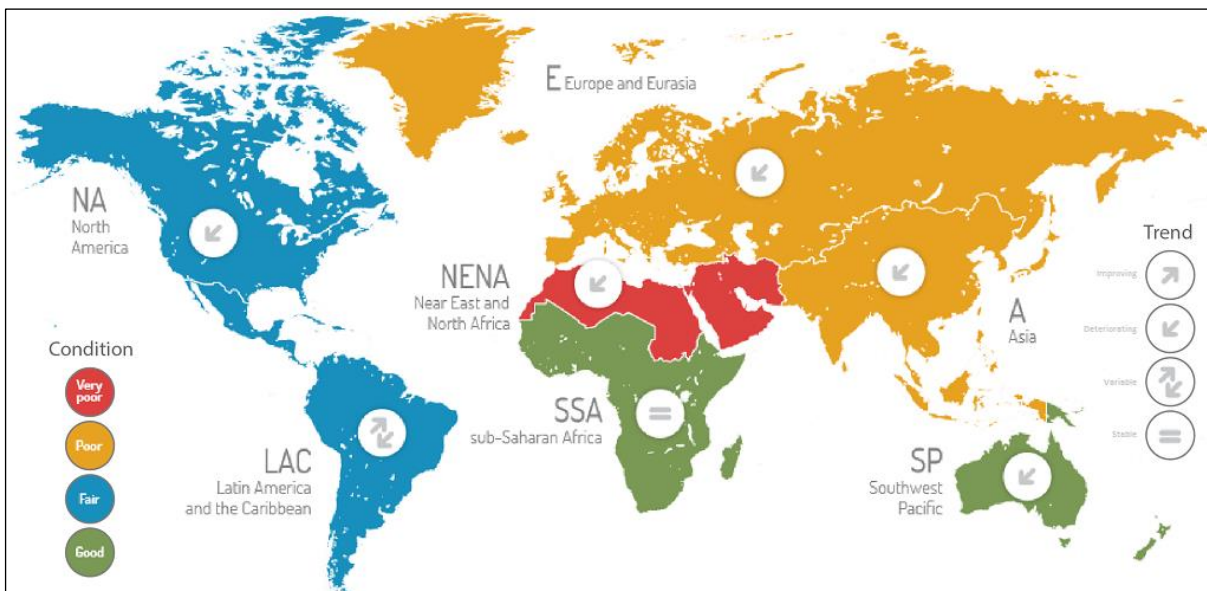 E Europe and Eurasia
NA
North
America
NENA
Near East and
North Africa
A
Asia
SSA
sub-Saharan Africa
LAC
Latin America
and the Caribbean
SP
Southwest
Pacific
Condition
Very
poor
Poor
Fair
Good
Trend
Improving
Deteriorating
Variable
Stable